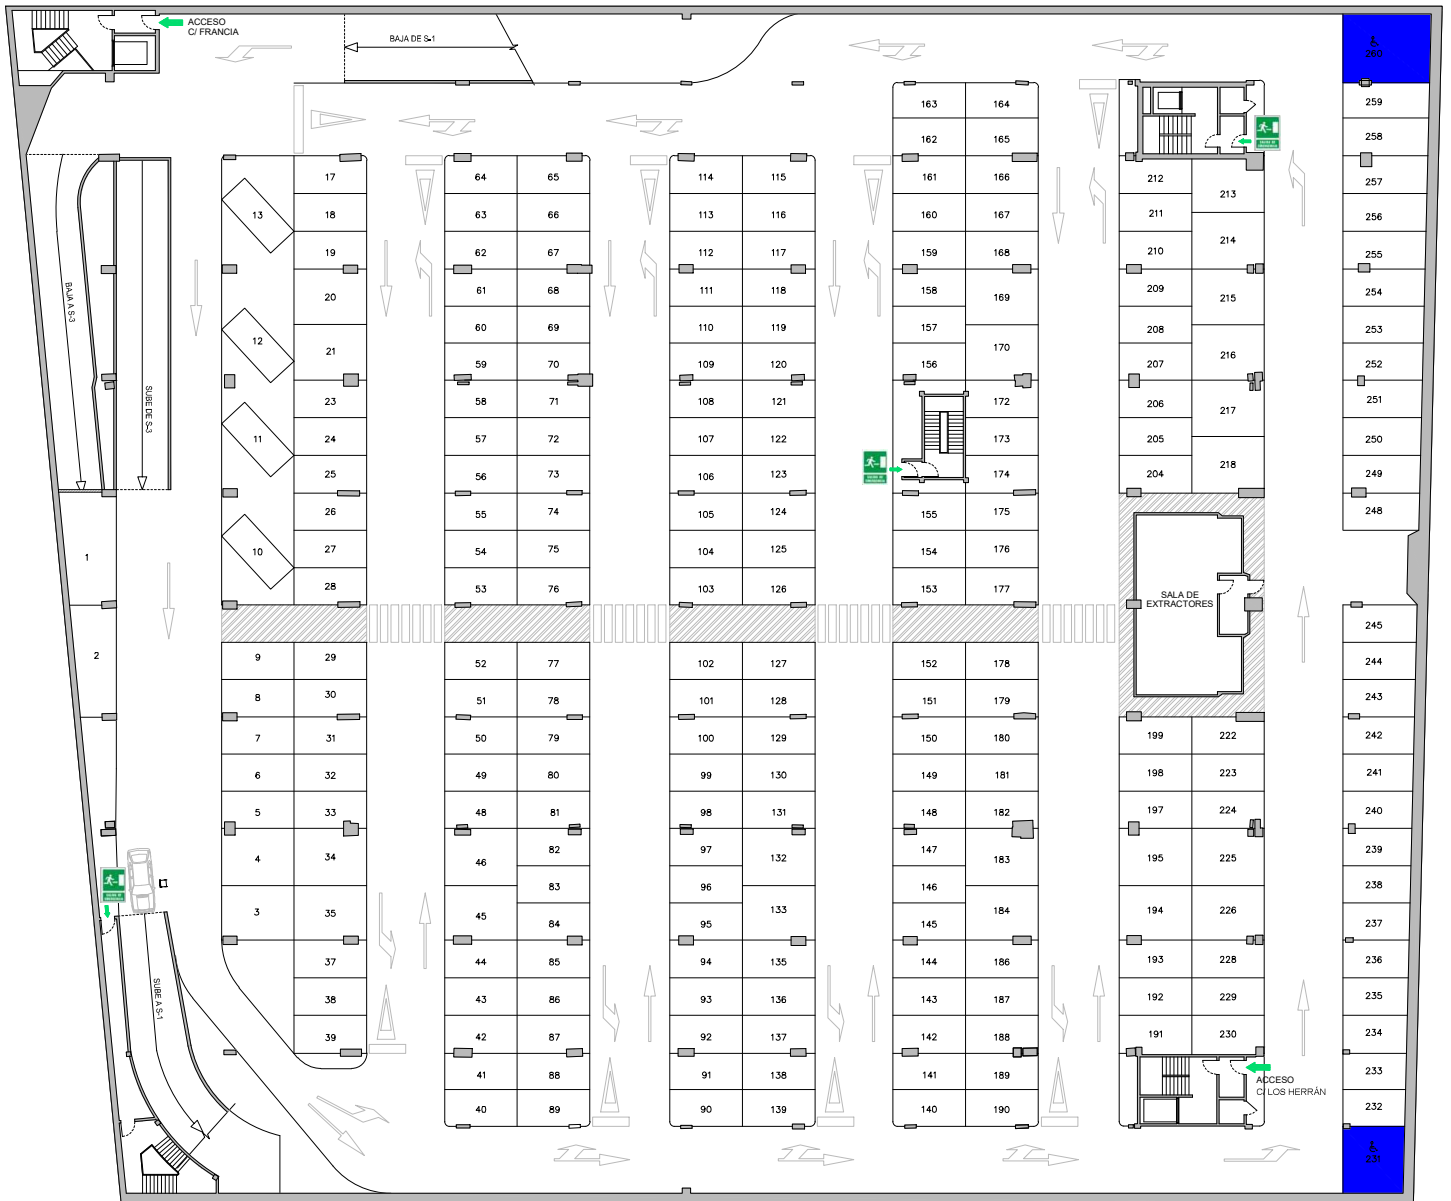 ACCESO
C/ FRANCIA
BAJA DE S-1
260
163 164
259
162 165
258
17 64 65 114 115 161 166 212 257
213
13 18 63 66 113 116 160 167 211 256
214
19 62 67 112 117 159 168 210 255
20 61 68 111 118 158 169 209 215 254
BAJA A S-3
12 21 60 69 110 119 157 170 208 216 253
59 70 109 120 156 207 252
SUBE DE S-3
23 58 71 108 121 172 206 217 251
11 24 57 72 107 122 173 205 250
25 56 73 106 123 174 204 218 249
26 55 74 105 124 155 175 248
1 10 27 54 75 104 125 154 176
28 53 76 103 126 153 177
SALA DE
EXTRACTORES
245
2 9 29 52 77 102 127 152 178 244
8 30 51 78 101 128 151 179 243
7 31 50 79 100 129 150 180 199 222 242
6 32 49 80 99 130 149 181 198 223 241
5 33 48 81 98 131 148 182 197 224 240
4 34 46 82 97 132 147 183 195 225 239
83 96 146 238
3 35 45 84 95 133 145 184 194 226 237
37 44 85 94 135 144 186 193 228 236
SUBE A S-1
38 43 86 93 136 143 187 192 229 235
39 42 87 92 137 142 188 191 230 234
41 88 91 138 141 189 233
ACCESO
C/ LOS HERRÁN
40 89 90 139 140 190 232
231